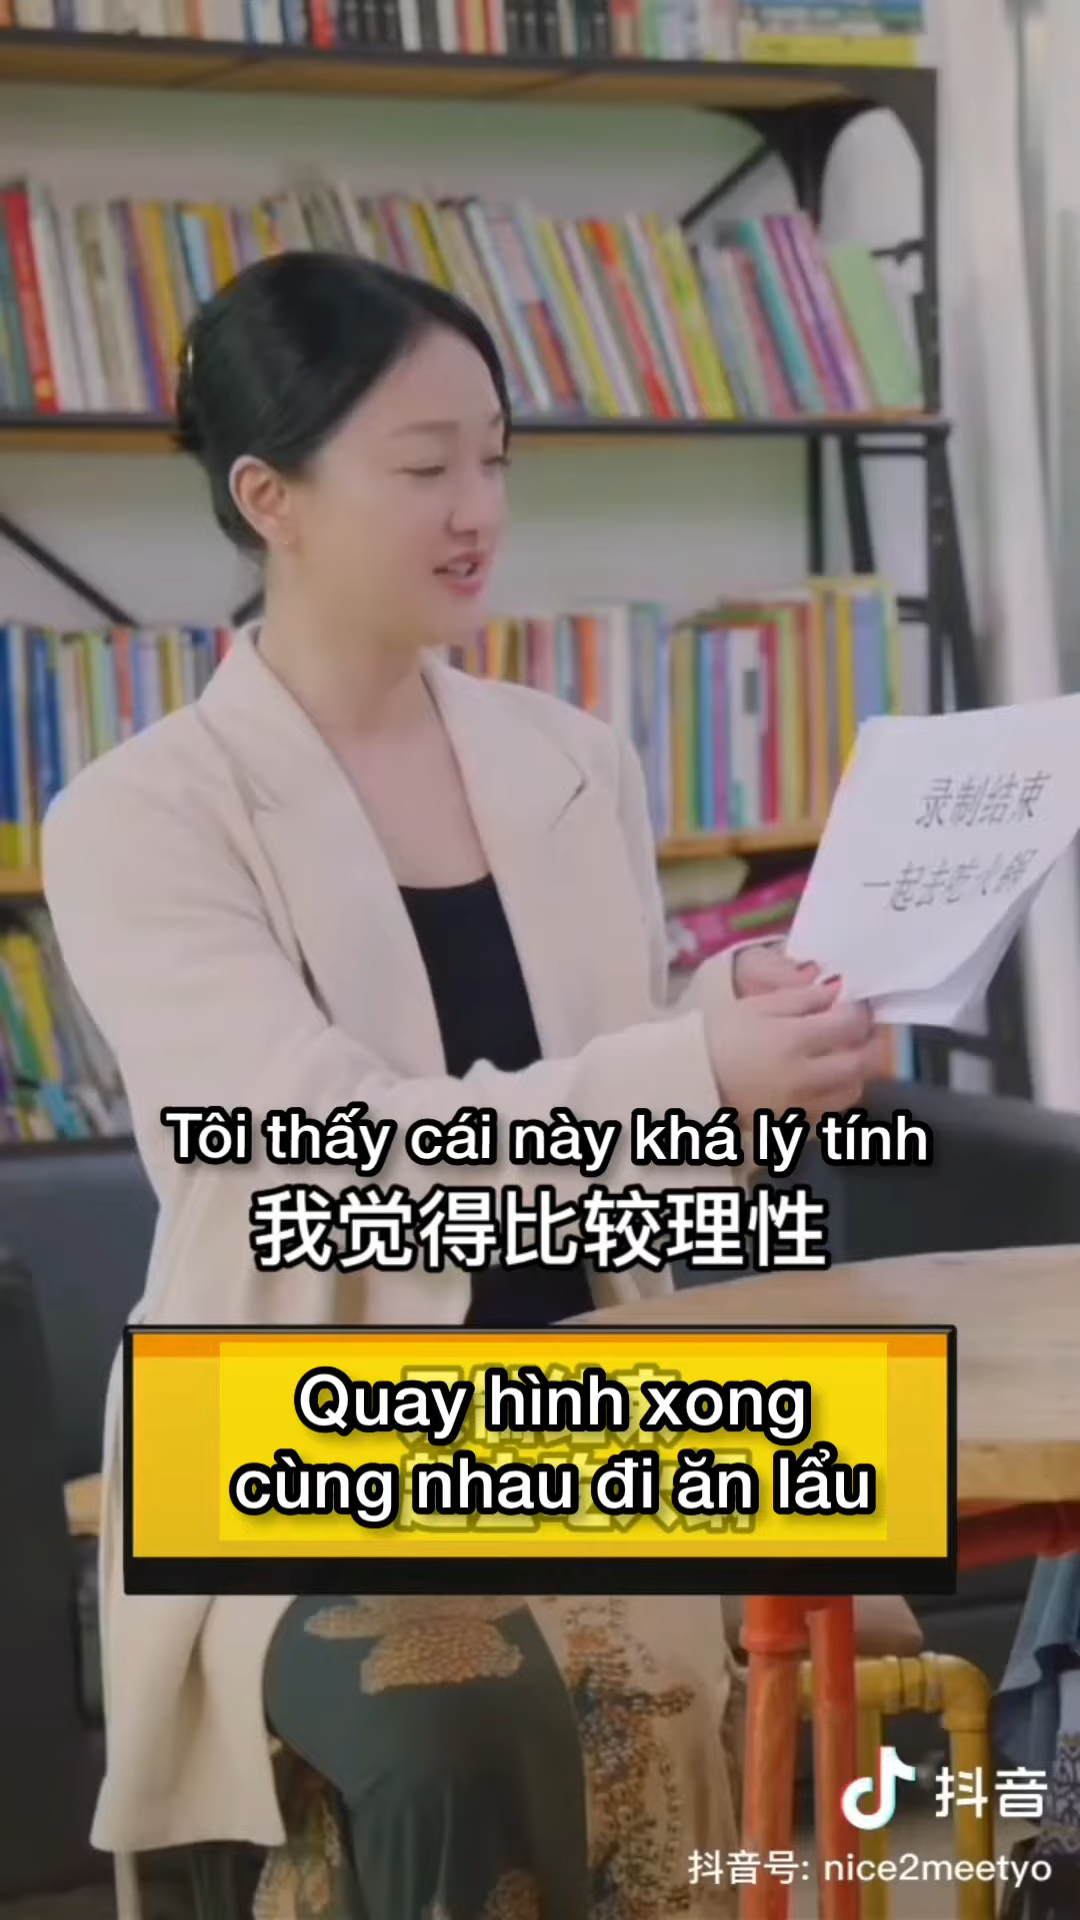 录制结束
一起去吃火锅
Tôi thấy cái này khá lý tính
我觉得比较理性
Quay hình xong
cùng nhau đi ăn lẩu
抖音
抖音号: nice2meetyo